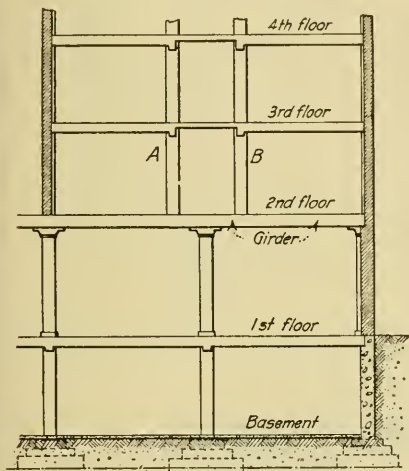 4th floor
3rd floor
A B
2nd floor
Girder
1st floor
Basement